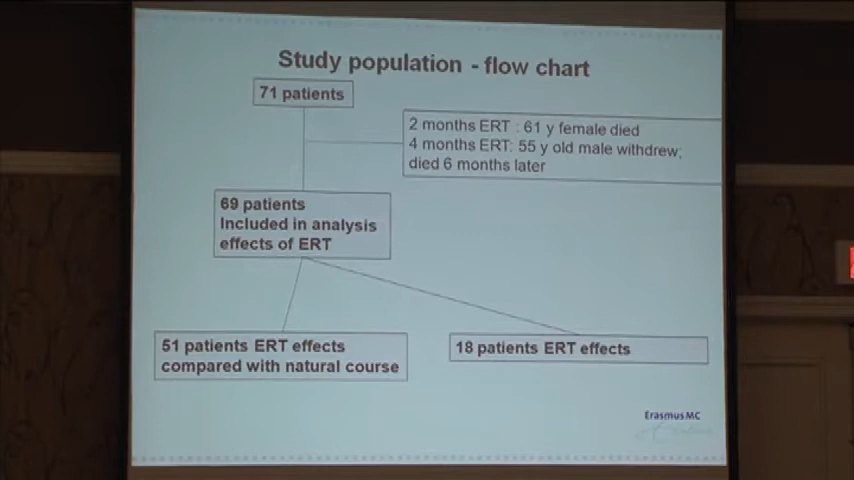 Study population - flow chart
71 patients
2 months ERT : 61 y female died
4 months ERT: 55 y old male withdrew;
died 6 months later
69 patients
Included in analysis
effects of ERT
51 patients ERT effects
compared with natural course
18 patients ERT effects
Erasmus MC